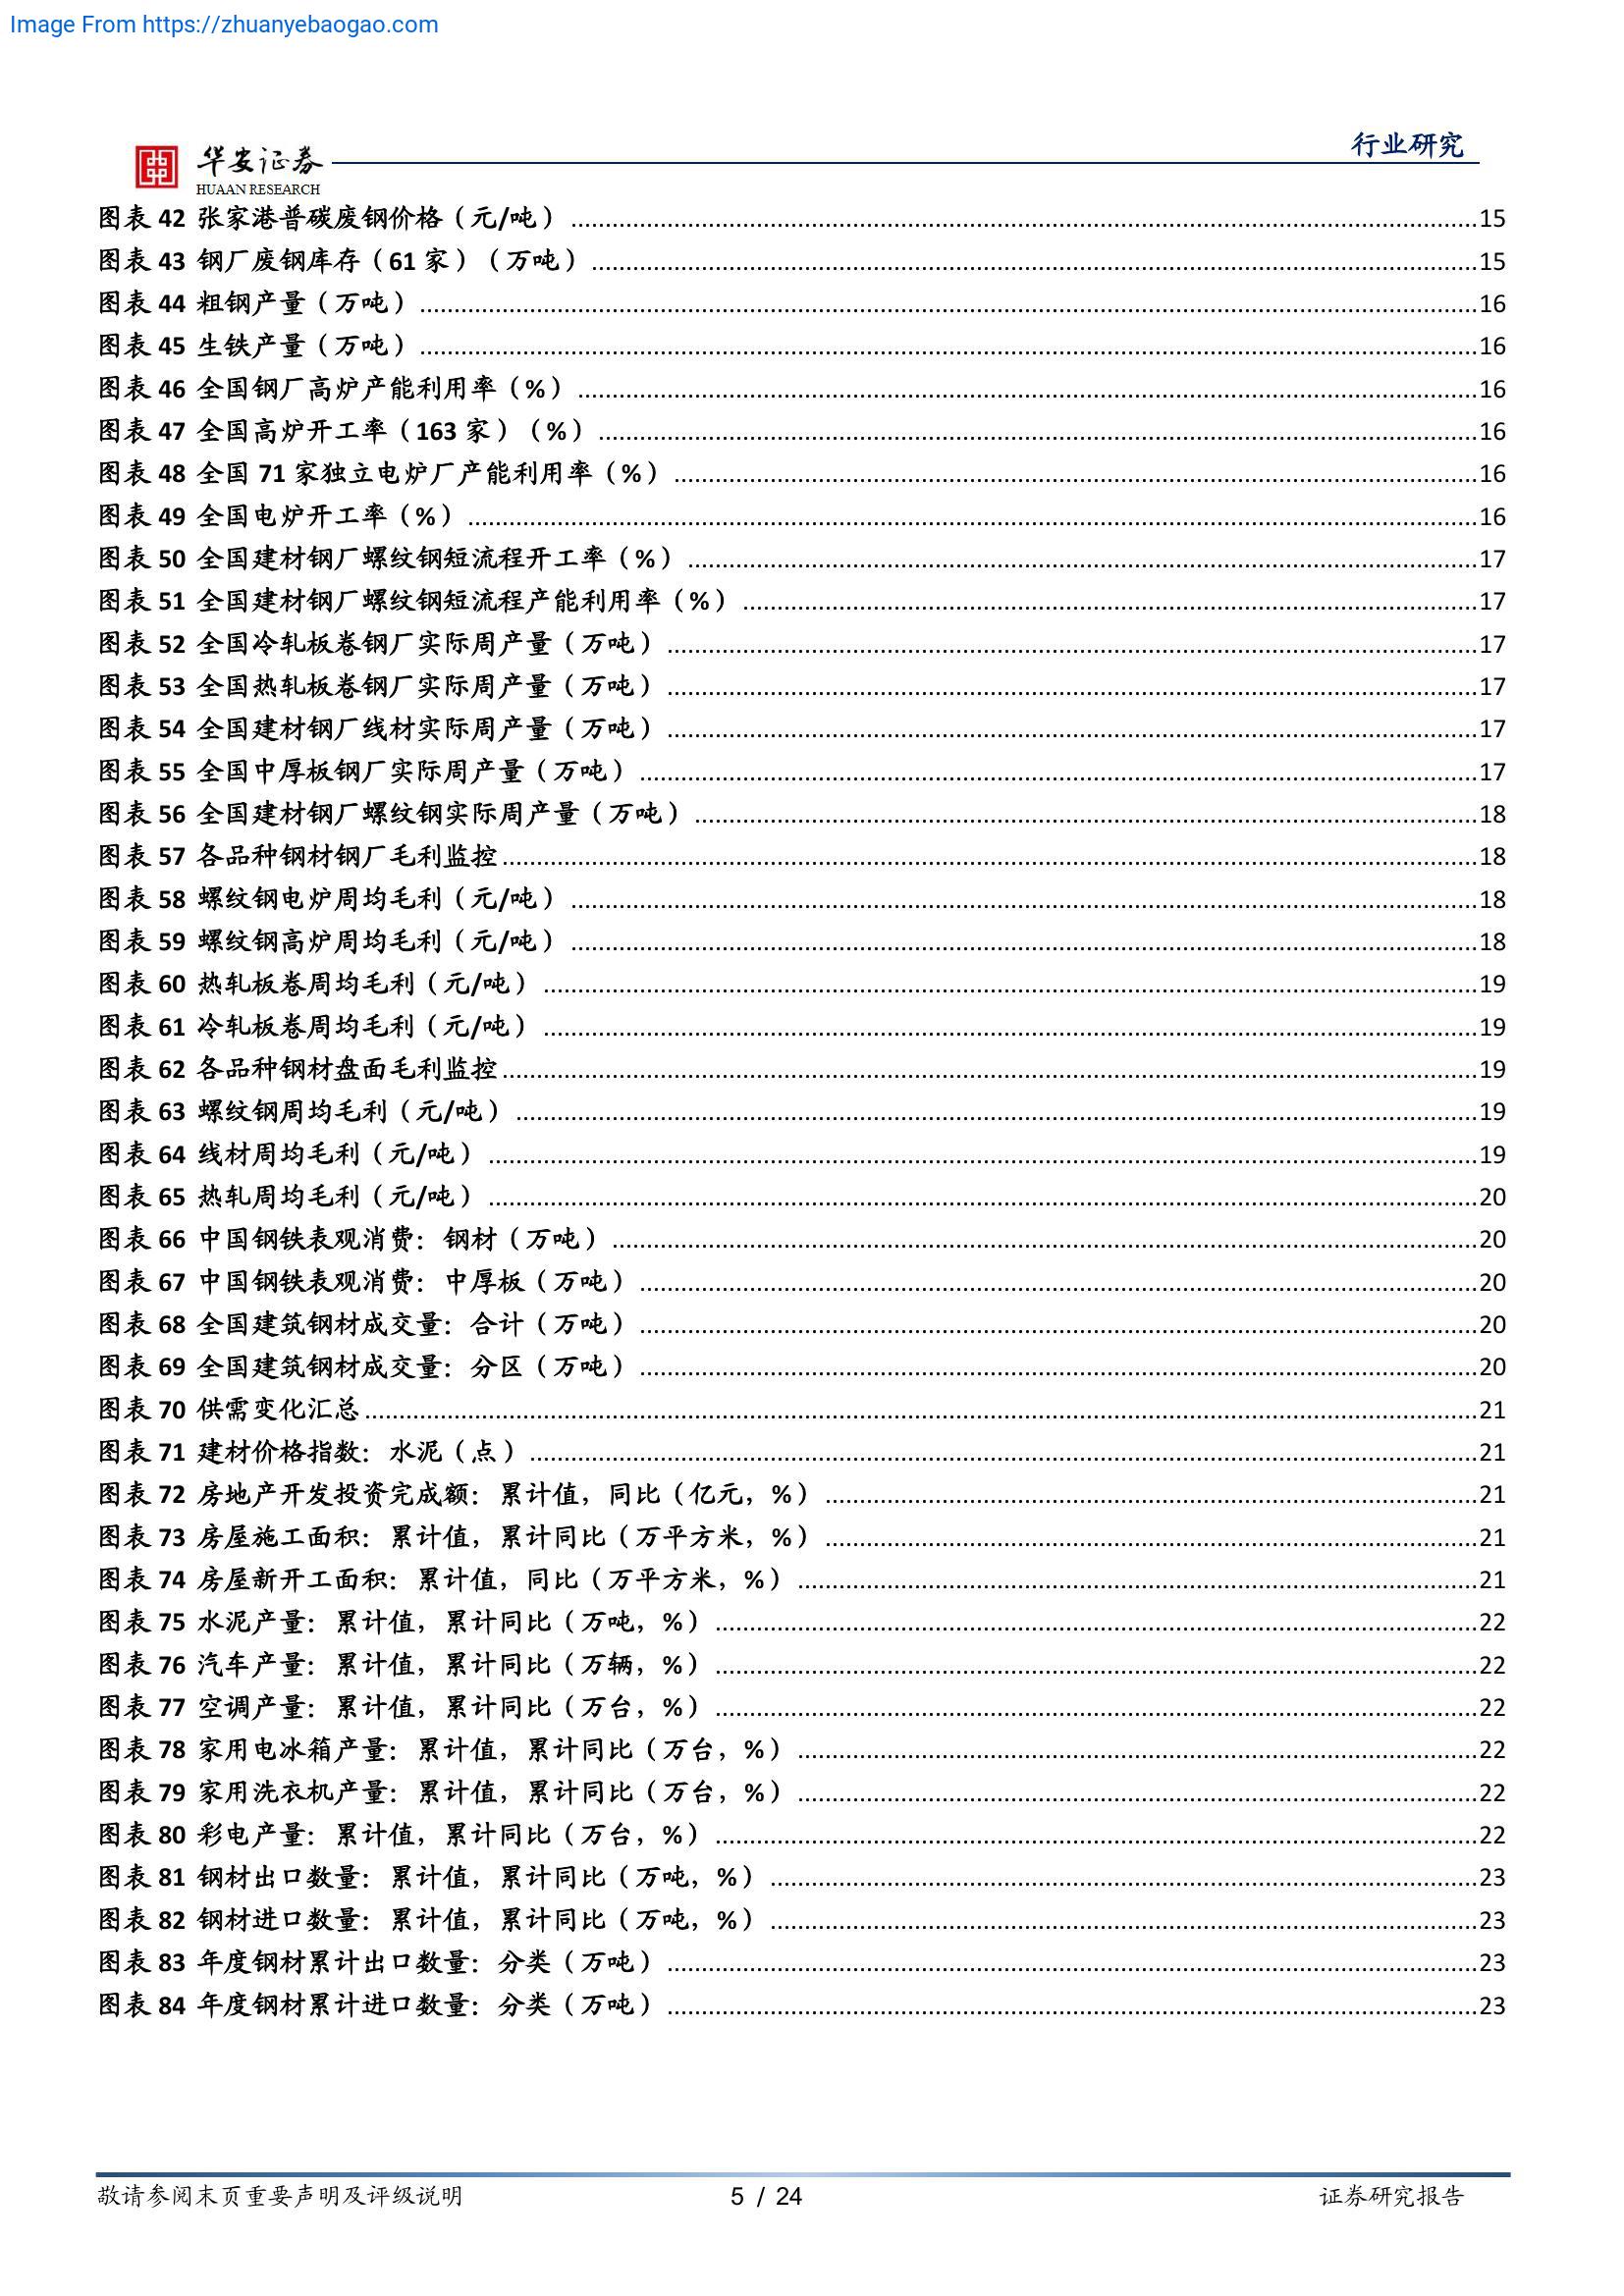 Image From https://zhuanyebaogao.com
行业研究
华安证券
HUAAN RESEARCH
图表 42 张家港普碳废钢价格（元/吨）15
图表 43 钢厂废钢库存（61 家）（万吨）15
图表 44 粗钢产量（万吨）16
图表 45 生铁产量（万吨）16
图表 46 全国钢厂高炉产能利用率（%）16
图表 47 全国高炉开工率（163 家）（%）16
图表 48 全国 71 家独立电炉厂产能利用率（%）16
图表 49 全国电炉开工率（%）16
图表 50 全国建材钢厂螺纹钢短流程开工率（%）17
图表 51 全国建材钢厂螺纹钢短流程产能利用率（%）17
图表 52 全国冷轧板卷钢厂实际周产量（万吨）17
图表 53 全国热轧板卷钢厂实际周产量（万吨）17
图表 54 全国建材钢厂线材实际周产量（万吨）17
图表 55 全国中厚板钢厂实际周产量（万吨）17
图表 56 全国建材钢厂螺纹钢实际周产量（万吨）18
图表 57 各品种钢材钢厂毛利监控18
图表 58 螺纹钢电炉周均毛利（元/吨）18
图表 59 螺纹钢高炉周均毛利（元/吨）18
图表 60 热轧板卷周均毛利（元/吨）19
图表 61 冷轧板卷周均毛利（元/吨）19
图表 62 各品种钢材盘面毛利监控19
图表 63 螺纹钢周均毛利（元/吨）19
图表 64 线材周均毛利（元/吨）19
图表 65 热轧周均毛利（元/吨）20
图表 66 中国钢铁表观消费：钢材（万吨）20
图表 67 中国钢铁表观消费：中厚板（万吨）20
图表 68 全国建筑钢材成交量：合计（万吨）20
图表 69 全国建筑钢材成交量：分区（万吨）20
图表 70 供需变化汇总21
图表 71 建材价格指数：水泥（点）21
图表 72 房地产开发投资完成额：累计值，同比（亿元，%）21
图表 73 房屋施工面积：累计值，累计同比（万平方米，%）21
图表 74 房屋新开工面积：累计值，同比（万平方米，%）21
图表 75 水泥产量：累计值，累计同比（万吨，%）22
图表 76 汽车产量：累计值，累计同比（万辆，%）22
图表 77 空调产量：累计值，累计同比（万台，%）22
图表 78 家用电冰箱产量：累计值，累计同比（万台，%）22
图表 79 家用洗衣机产量：累计值，累计同比（万台，%）22
图表 80 彩电产量：累计值，累计同比（万台，%）22
图表 81 钢材出口数量：累计值，累计同比（万吨，%）23
图表 82 钢材进口数量：累计值，累计同比（万吨，%）23
图表 83 年度钢材累计出口数量：分类（万吨）23
图表 84 年度钢材累计进口数量：分类（万吨）23
敬请参阅末页重要声明及评级说明 5 / 24 证券研究报告